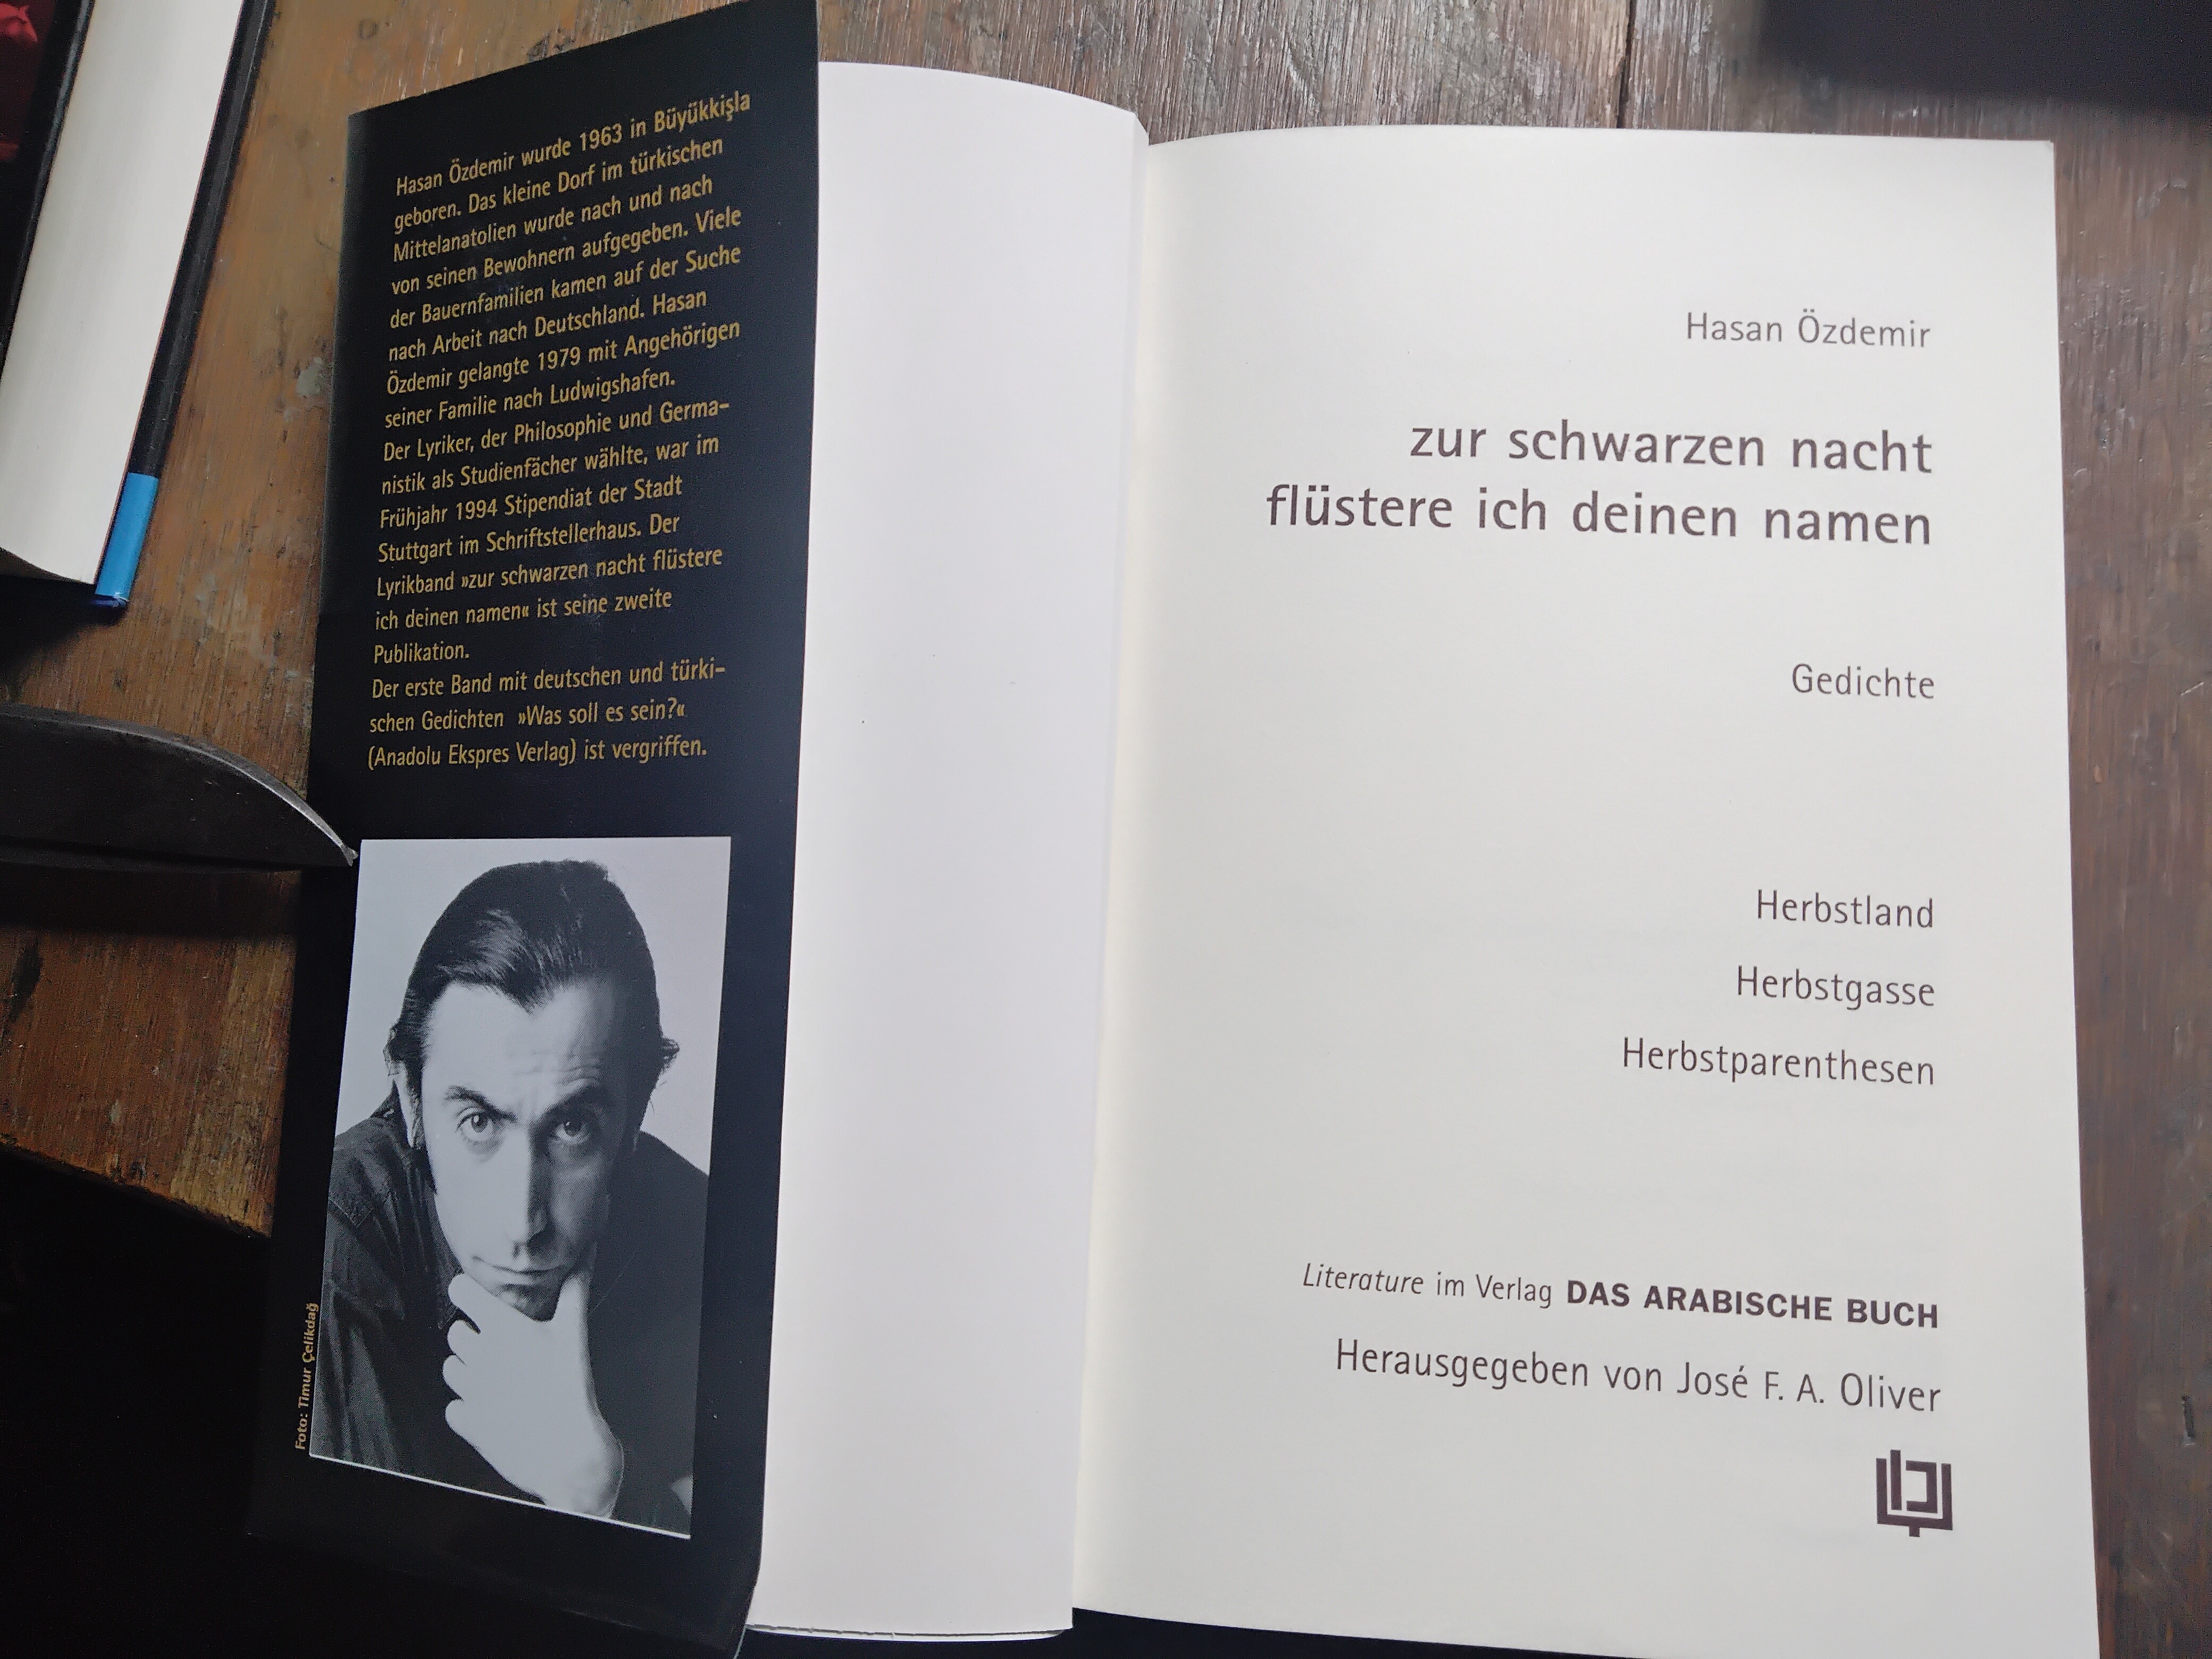 Hasan Özdemir wurde 1963 in Büyükkişla
geboren. Das kleine Dorf im türkischen
Mittelanatolien wurde nach und nach
von seinen Bewohnern aufgegeben. Viele
der Bauernfamilien kamen auf der Suche
nach Arbeit nach Deutschland. Hasan
Özdemir gelangte 1979 mit Angehörigen
seiner Familie nach Ludwigshafen.
Der Lyriker, der Philosophie und Germa-
nistik als Studienfächer wählte, war im
Frühjahr 1994 Stipendiat der Stadt
Stuttgart im Schriftstellerhaus. Der
Lyrikband »zur schwarzen nacht flüstere
ich deinen namen« ist seine zweite
Publikation.
Der erste Band mit deutschen und türki-
schen Gedichten »Was soll es sein?«
(Anadolu Ekspres Verlag) ist vergriffen.
Foto: Timur Çelikdağ
Hasan Özdemir
zur schwarzen nacht
flüstere ich deinen namen
Gedichte
Herbstland
Herbstgasse
Herbstparenthesen
Literature im Verlag DAS ARABISCHE BUCH
Herausgegeben von José F. A. Oliver